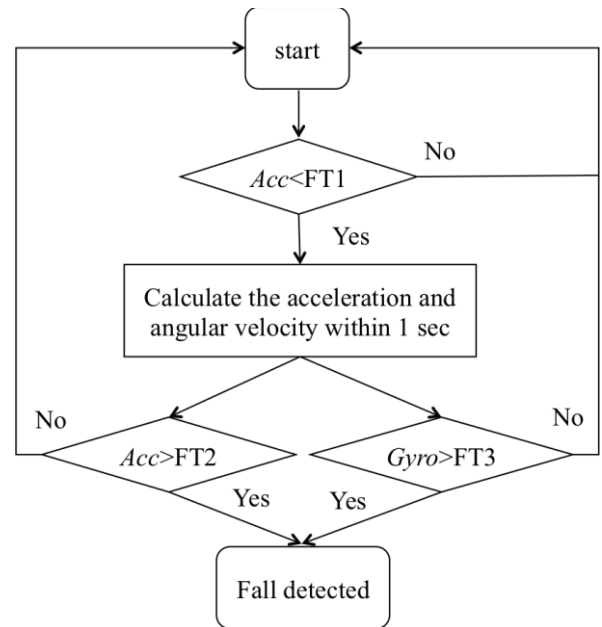 start
No
Acc<FT1
Yes
Calculate the acceleration and
angular velocity within 1 sec
No
No
Acc>FT2
Gyro>FT3
Yes
Yes
Fall detected